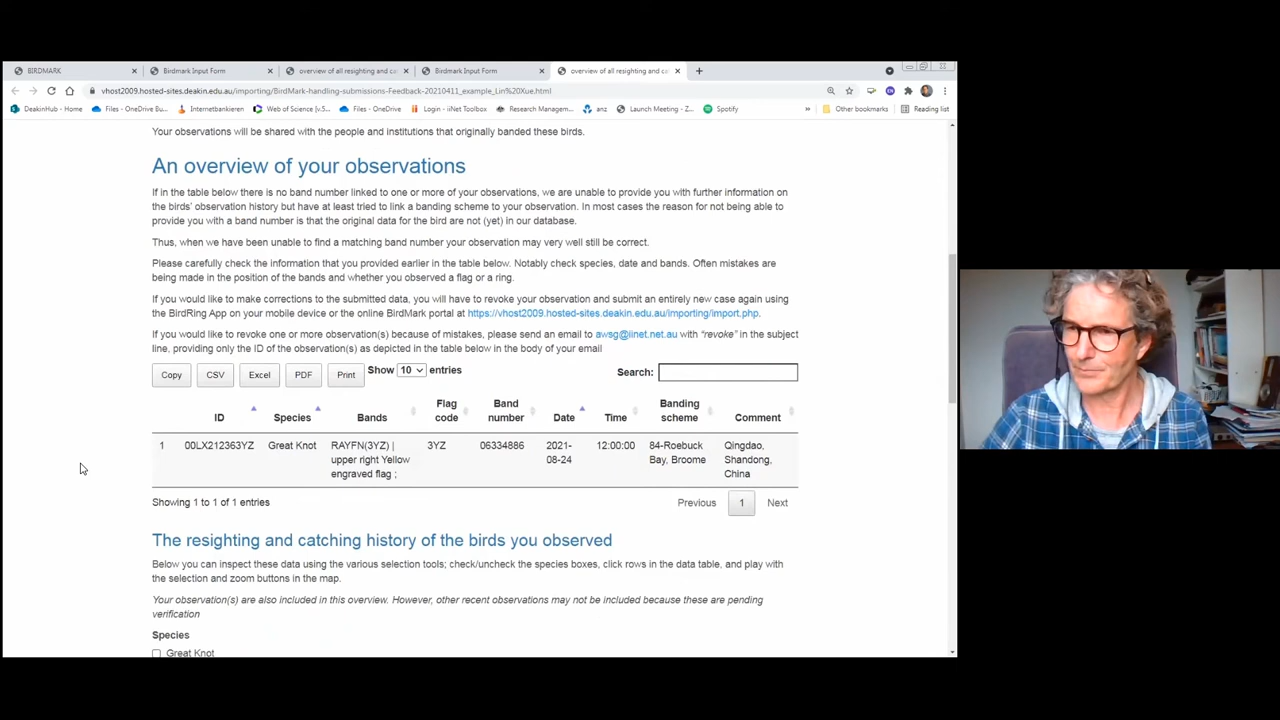 BIRDMARK
Birdmark Input Form
overview of all resighting and ca
Birdmark Input Form
overview of all resighting and ca
vhost2009.hosted-sites.deakin.edu.au/importing/BirdMark-handling-submissions-Feedback-20210411_example_Lin%20Xue.html
DeakinHub - Home
Files - OneDrive Bu...
Internetbankieren
Web of Science [v.5...
Files - OneDrive
Login - iiNet Toolbox
Research Managem...
anz
Launch Meeting - Z...
Spotify
Other bookmarks
Reading list
Your observations will be shared with the people and institutions that originally banded these birds.
An overview of your observations
If in the table below there is no band number linked to one or more of your observations, we are unable to provide you with further information on
the birds' observation history but have at least tried to link a banding scheme to your observation. In most cases the reason for not being able to
provide you with a band number is that the original data for the bird are not (yet) in our database.
Thus, when we have been unable to find a matching band number your observation may very well still be correct.
Please carefully check the information that you provided earlier in the table below. Notably check species, date and bands. Often mistakes are
being made in the position of the bands and whether you observed a flag or a ring.
If you would like to make corrections to the submitted data, you will have to revoke your observation and submit an entirely new case again using
the BirdRing App on your mobile device or the online BirdMark portal at https://vhost2009.hosted-sites.deakin.edu.au/importing/import.php.
If you would like to revoke one or more observation(s) because of mistakes, please send an email to awsg@iinet.net.au with “revoke” in the subject
line, providing only the ID of the observation(s) as depicted in the table below in the body of your email
Copy CSV Excel PDF Print Show 10 entries Search:
ID Species Bands Flag code Band number Date Time Banding scheme Comment
1 00LX212363YZ Great Knot RAYFN(3YZ) | 3YZ 06334886 2021- 12:00:00 84-Roebuck Qingdao,
upper right Yellow 08-24 Bay, Broome Shandong,
engraved flag ; China
Showing 1 to 1 of 1 entries
Previous 1 Next
The resighting and catching history of the birds you observed
Below you can inspect these data using the various selection tools; check/uncheck the species boxes, click rows in the data table, and play with
the selection and zoom buttons in the map.
Your observation(s) are also included in this overview. However, other recent observations may not be included because these are pending
verification
Species
Great Knot